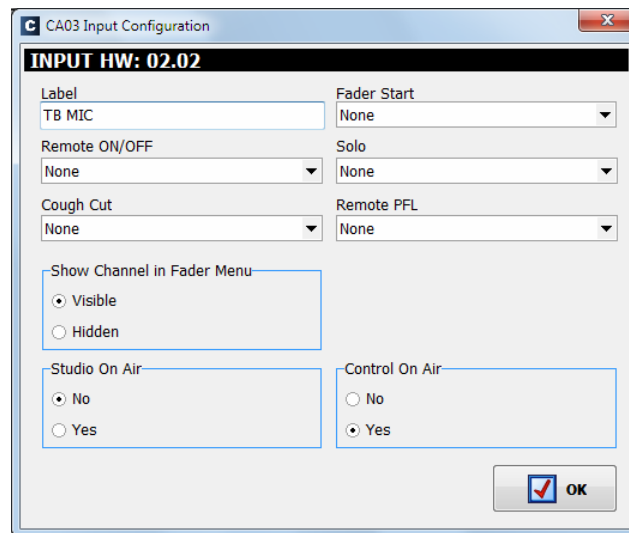 C CA03 Input Configuration
INPUT HW: 02.02
Label
TB MIC
Fader Start
None
Remote ON/OFF
None
Solo
None
Cough Cut
None
Remote PFL
None
Show Channel in Fader Menu
Visible
Hidden
Studio On Air
No
Yes
Control On Air
No
Yes
OK